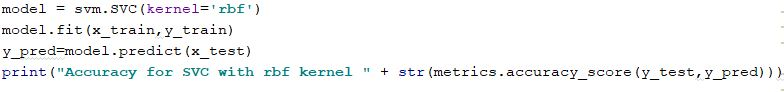 model = svm.SVC(kernel='rbf')
model.fit(x_train,y_train)
y_pred=model.predict(x_test)
print("Accuracy for SVC with rbf kernel " + str(metrics.accuracy_score(y_test,y_pred)))